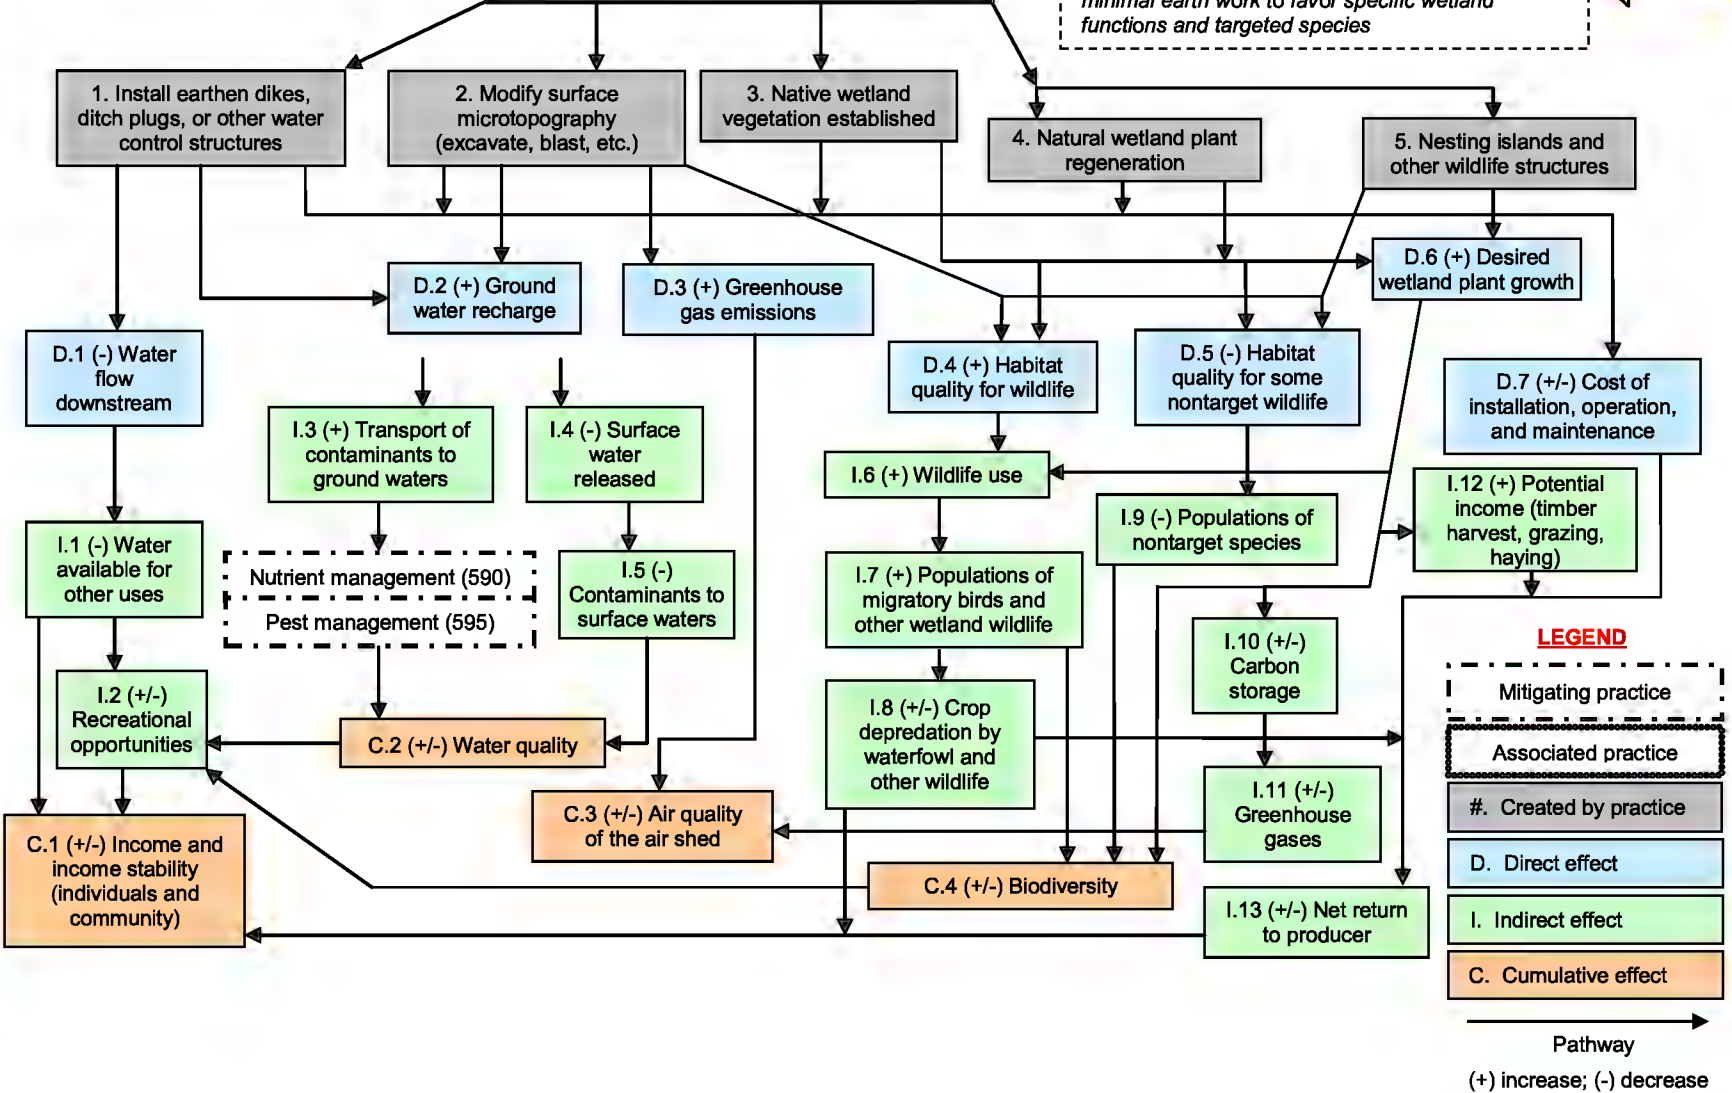 minimal earth work to favor specific wetland
functions and targeted species
1. Install earthen dikes,
ditch plugs, or other water
control structures
2. Modify surface
microtopography
(excavate, blast, etc.)
3. Native wetland
vegetation established
4. Natural wetland plant
regeneration
5. Nesting islands and
other wildlife structures
D.1 (-) Water
flow
downstream
D.2 (+) Ground
water recharge
D.3 (+) Greenhouse
gas emissions
D.4 (+) Habitat
quality for wildlife
D.5 (-) Habitat
quality for some
nontarget wildlife
D.6 (+) Desired
wetland plant growth
D.7 (+/-) Cost of
installation, operation,
and maintenance
I.3 (+) Transport of
contaminants to
ground waters
I.4 (-) Surface
water
released
I.6 (+) Wildlife use
I.12 (+) Potential
income (timber
harvest, grazing,
haying)
I.1 (-) Water
available for
other uses
Nutrient management (590)
Pest management (595)
I.5 (-)
Contaminants to
surface waters
I.9 (-) Populations of
nontarget species
I.7 (+) Populations of
migratory birds and
other wetland wildlife
I.10 (+/-)
Carbon
storage
I.2 (+/-)
Recreational
opportunities
C.2 (+/-) Water quality
I.8 (+/-) Crop
depredation by
waterfowl and
other wildlife
I.11 (+/-)
Greenhouse
gases
C.3 (+/-) Air quality
of the air shed
C.1 (+/-) Income and
income stability
(individuals and
community)
C.4 (+/-) Biodiversity
I.13 (+/-) Net return
to producer
LEGEND
Mitigating practice
Associated practice
#. Created by practice
D. Direct effect
I. Indirect effect
C. Cumulative effect
Pathway
(+) increase; (-) decrease